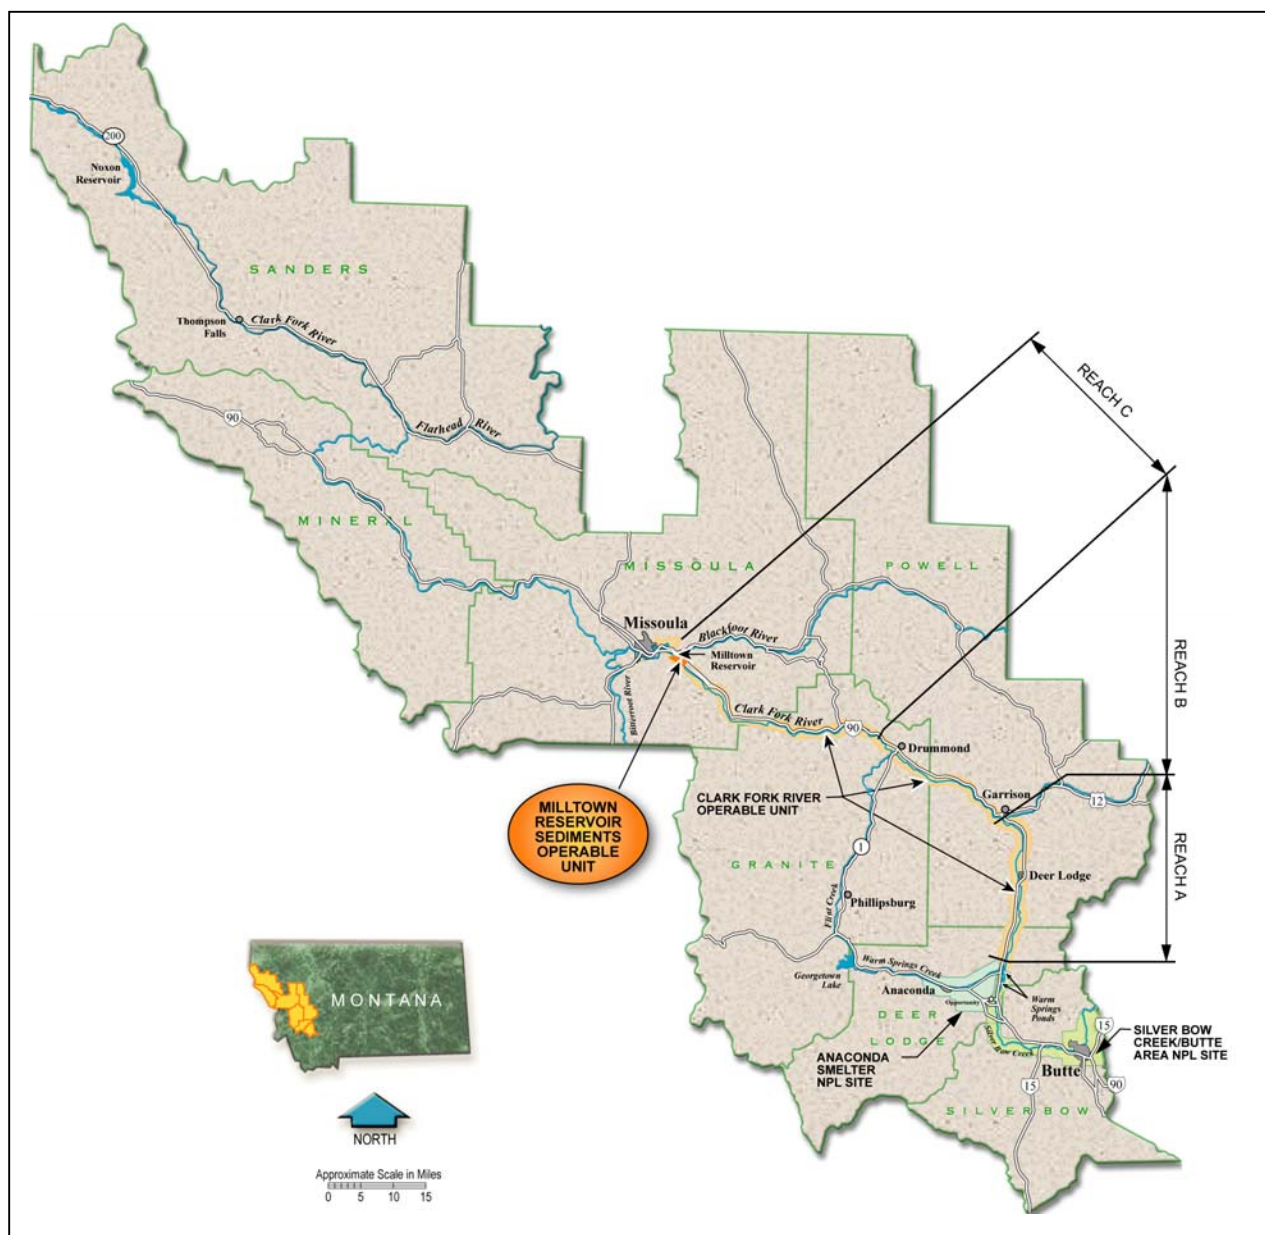 200
Noxon
Reservoir
SANDERS
Thompson
Falls
Clark Fork River
Flathead River
90
MINERAL
REACH C
MISSOULA
POWELL
Missoula
Blackfoot River
Milltown
Reservoir
Bitterroot River
Clark Fork River
90
Drummond
REACH B
MILLTOWN
RESERVOIR
SEDIMENTS
OPERABLE
UNIT
CLARK FORK RIVER
OPERABLE UNIT
Garrison
12
GRANITE
1
Deer Lodge
REACH A
Phillipsburg
Flint Creek
Georgetown
Lake
Warm Springs Creek
Anaconda
Opportunity
Warm
Springs
Ponds
DEER
LODGE
Silver Bow Creek
ANACONDA
SMELTER
NPL SITE
15
SILVER BOW
CREEK/BUTTE
AREA NPL SITE
Butte
15
90
SILVER BOW
MONTANA
NORTH
Approximate Scale in Miles
0 5 10 15